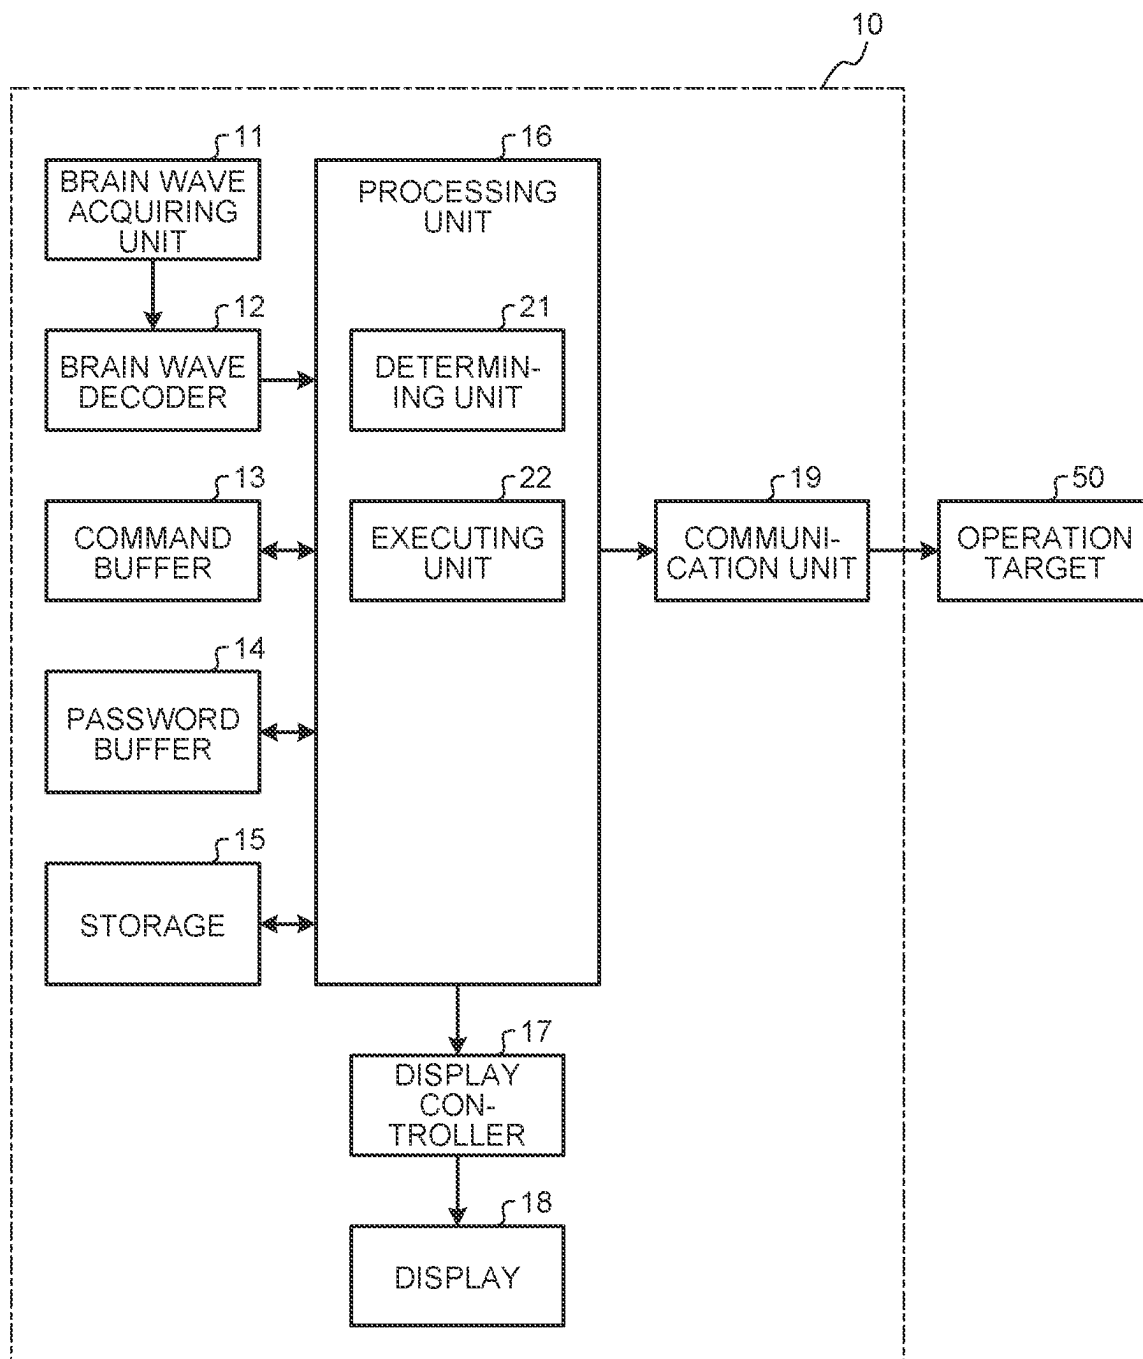 10
11
BRAIN WAVE
ACQUIRING
UNIT
12
BRAIN WAVE
DECODER
13
COMMAND
BUFFER
14
PASSWORD
BUFFER
15
STORAGE
16
PROCESSING
UNIT
21
DETERMIN-
ING UNIT
22
EXECUTING
UNIT
19
COMMUNI-
CATION UNIT
50
OPERATION
TARGET
17
DISPLAY
CON-
TROLLER
18
DISPLAY